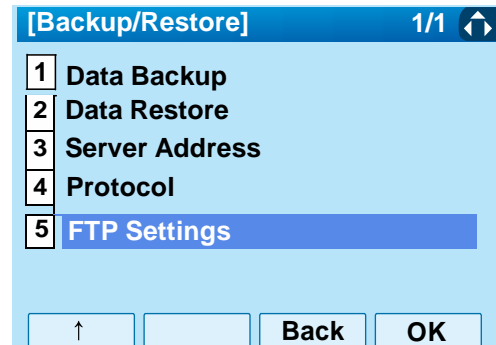 [Backup/Restore] 1/1
1 Data Backup
2 Data Restore
3 Server Address
4 Protocol
5 FTP Settings
↑ Back OK